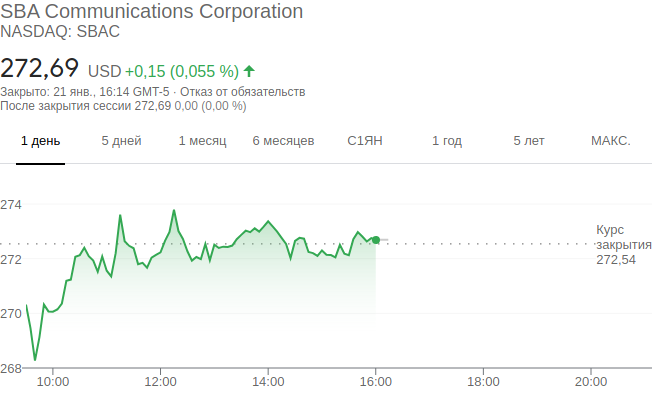 SBA Communications Corporation
NASDAQ: SBAC
272,69 USD +0,15 (0,055 %)
Закрыто: 21 янв., 16:14 GMT-5 · Отказ от обязательств
После закрытия сессии 272,69 0,00 (0,00 %)
1 день 5 дней 1 месяц 6 месяцев С1ЯН 1 год 5 лет МАКС.
274
Курс
закрытия
272,54
272
270
268
10:00 12:00 14:00 16:00 18:00 20:00